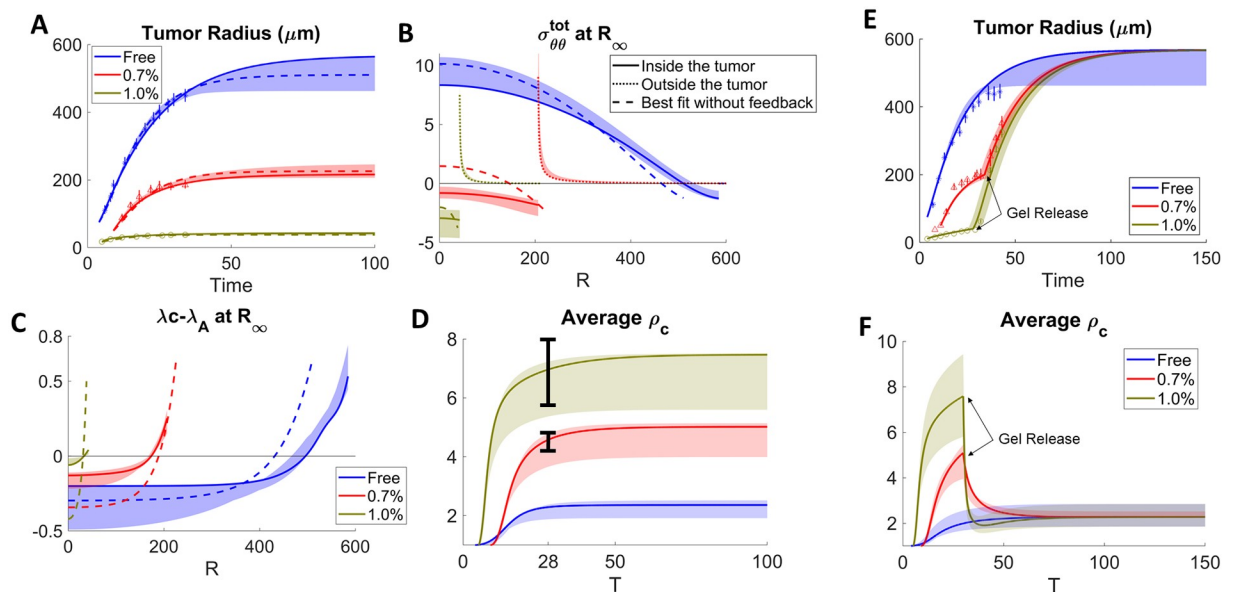 A
Tumor Radius (μm)
600
400
200
0
0
50
100
Time
Free
0.7%
1.0%
B
σ_θθ^tot at R_∞
10
5
0
-5
0
200
400
600
R
Inside the tumor
Outside the tumor
Best fit without feedback
E
Tumor Radius (μm)
600
400
200
0
0
50
100
150
Time
Gel Release
Free
0.7%
1.0%
C
λc-λ_A at R_∞
0.8
0.5
0
-0.5
0
200
400
600
R
Free
0.7%
1.0%
D
Average ρ_c
8
6
4
2
0
28
50
100
T
F
Average ρ_c
10
8
6
4
2
0
50
100
150
T
Gel Release
Free
0.7%
1.0%